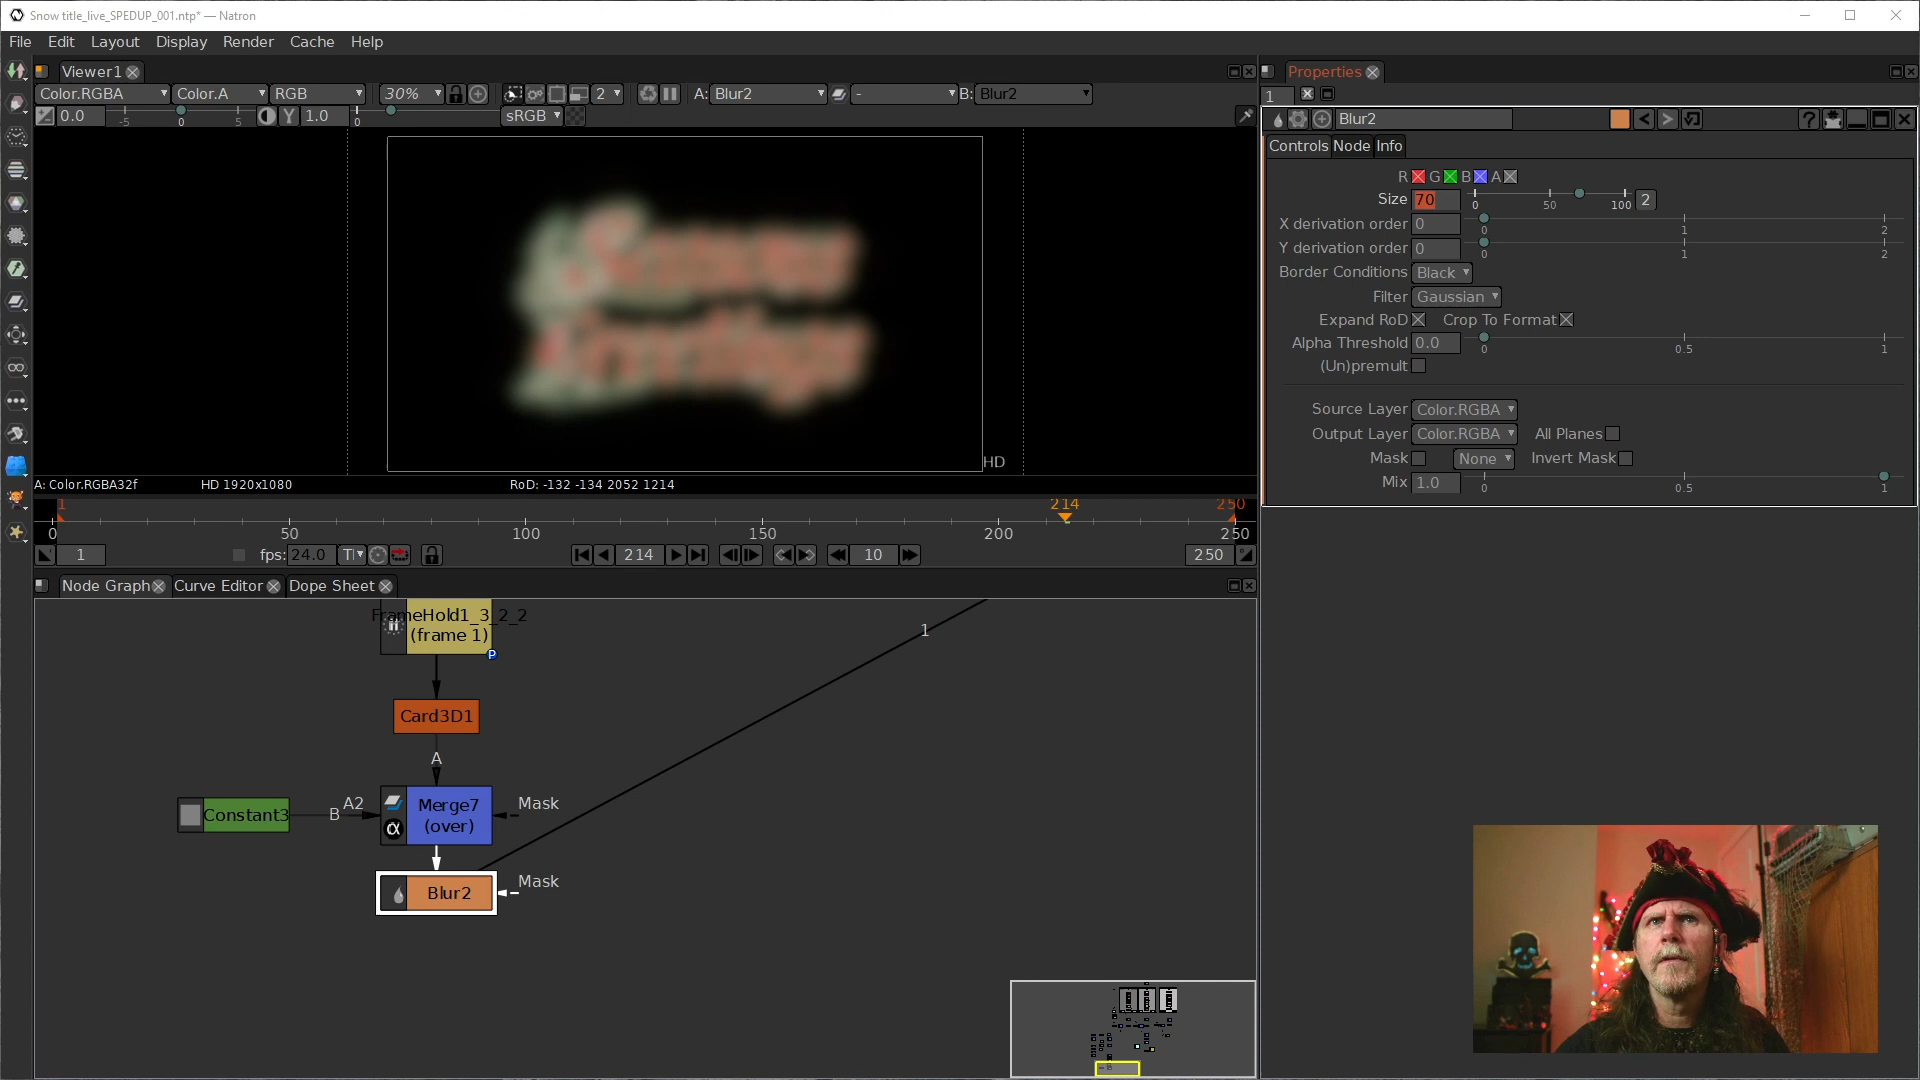 Snow title_live_SPEDUP_001.ntp* — Natron
File Edit Layout Display Render Cache Help
Viewer1
Color.RGBA Color.A RGB 30% 2 A: Blur2 - B: Blur2
0.0 -5 0 5 Y 1.0 0 sRGB
HD
A: Color.RGBA32f HD 1920x1080 RoD: -132 -134 2052 1214
1 214 250
0 50 100 150 200 250
1 fps: 24.0 214 10 250
Node Graph Curve Editor Dope Sheet
FrameHold1_3_2_2
(frame 1)
P
1
Card3D1
A
Constant3 B A2 Merge7
(over) Mask
α
Blur2 Mask
Properties
1
Blur2
?
Controls Node Info
R G B A
Size 70 0 50 100 2
X derivation order 0 0 1 2
Y derivation order 0 0 1 2
Border Conditions Black
Filter Gaussian
Expand RoD Crop To Format
Alpha Threshold 0.0 0 0.5 1
(Un)premult
Source Layer Color.RGBA
Output Layer Color.RGBA All Planes
Mask None Invert Mask
Mix 1.0 0 0.5 1